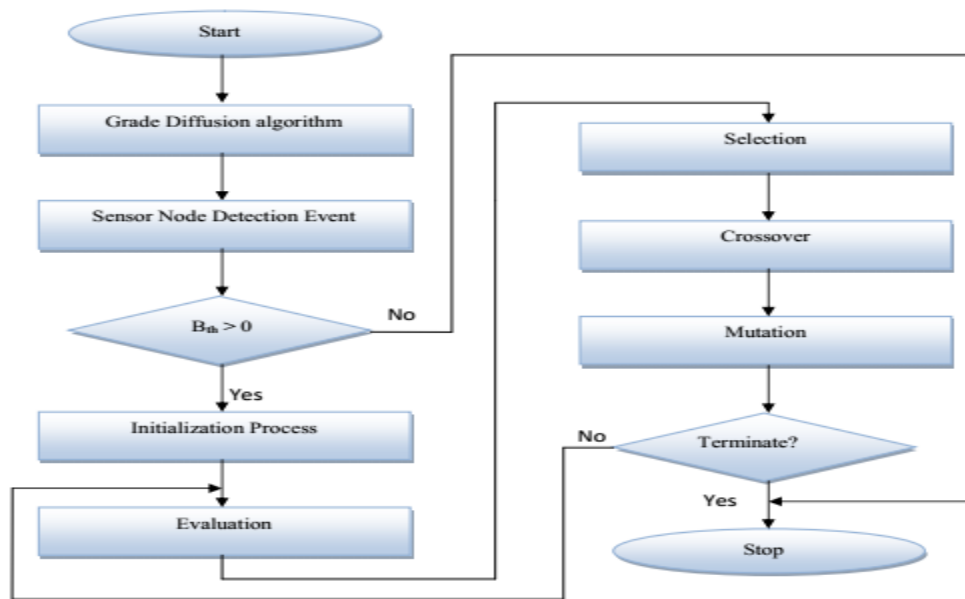 Start
Grade Diffusion algorithm
Sensor Node Detection Event
Bth > 0
No
Yes
Initialization Process
Evaluation
Selection
Crossover
Mutation
Terminate?
No
Yes
Stop